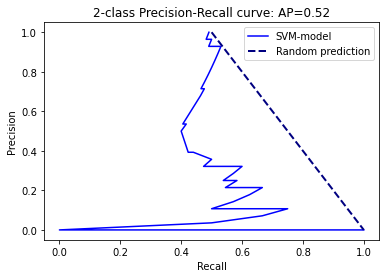 2-class Precision-Recall curve: AP=0.52
SVM-model
Random prediction
Precision
1.0
0.8
0.6
0.4
0.2
0.0
0.0 0.2 0.4 0.6 0.8 1.0
Recall